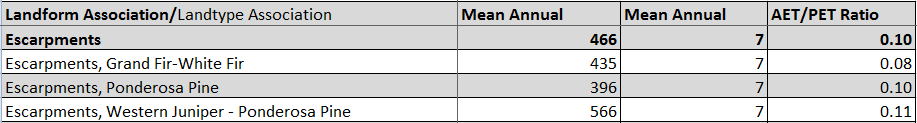 Landform Association/Landtype Association Mean Annual Mean Annual AET/PET Ratio
Escarpments 466 7 0.10
Escarpments, Grand Fir-White Fir 435 7 0.08
Escarpments, Ponderosa Pine 396 7 0.10
Escarpments, Western Juniper - Ponderosa Pine 566 7 0.11